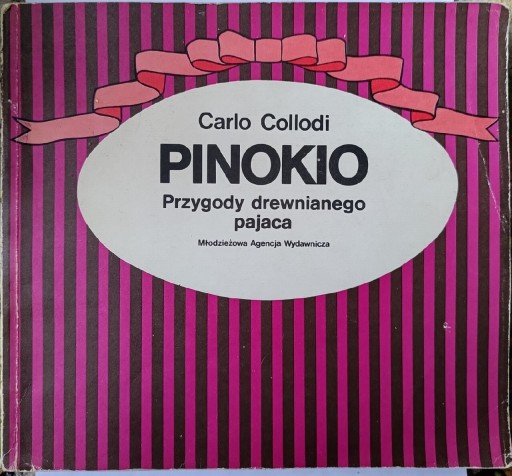 Carlo Collodi
PINOKIO
Przygody drewnianego
pajaca
Młodzieżowa Agencja Wydawnicza